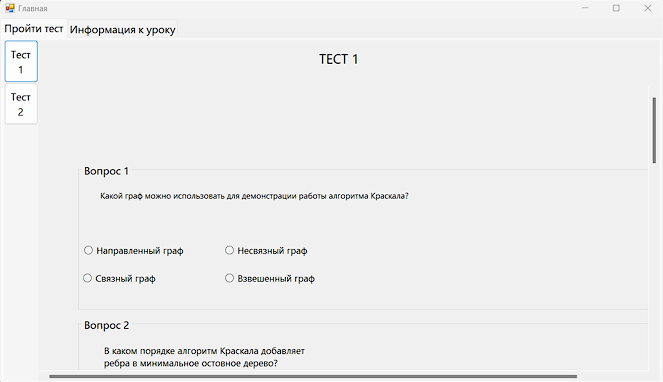 Главная
Пройти тест Информация к уроку
Тест
1
Тест
2
ТЕСТ 1
Вопрос 1
Какой граф можно использовать для демонстрации работы алгоритма Краскала?
Направленный граф Несвязный граф
Связный граф Взвешенный граф
Вопрос 2
В каком порядке алгоритм Краскала добавляет
ребра в минимальное остовное дерево?